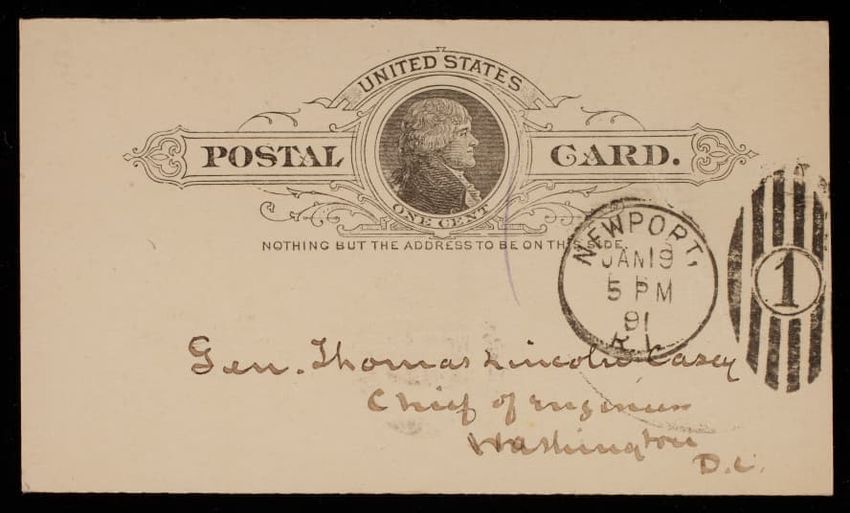 UNITED STATES
POSTAL CARD.
ONE CENT
NOTHING BUT THE ADDRESS TO BE ON THIS SIDE.
NEWPORT,
JAN 19
5 PM
91
R.I.
1
Gen. Thomas Lincoln Casey
Chief of Engineers
Washington
D.C.